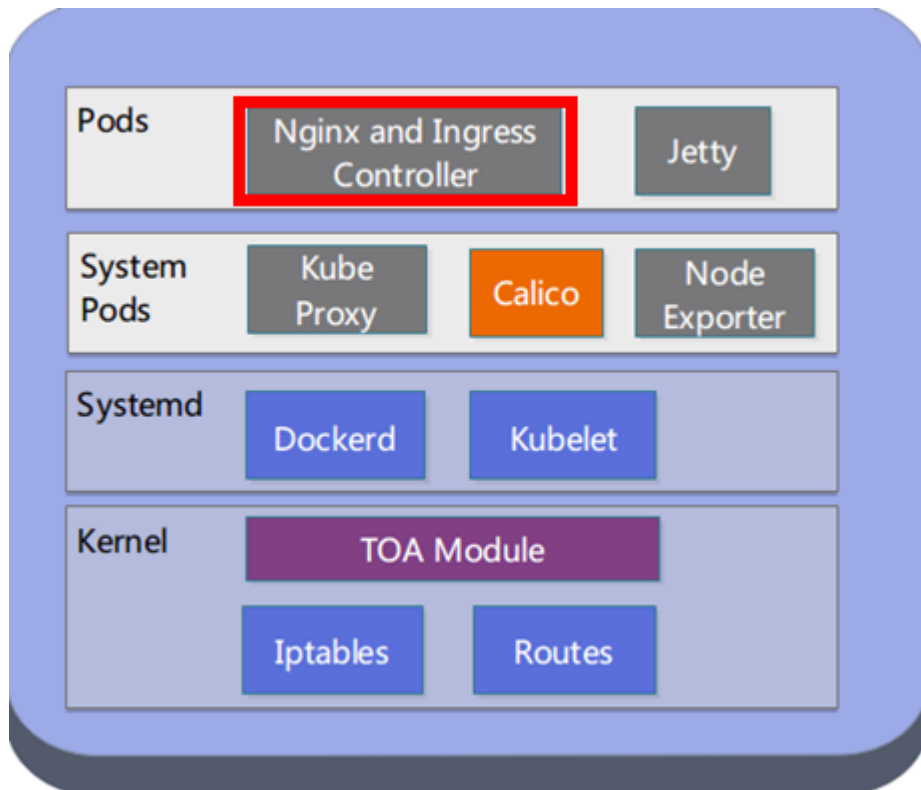 Pods
Nginx and Ingress
Controller
Jetty
System
Pods
Kube
Proxy
Calico
Node
Exporter
Systemd
Dockerd
Kubelet
Kernel
TOA Module
Iptables
Routes